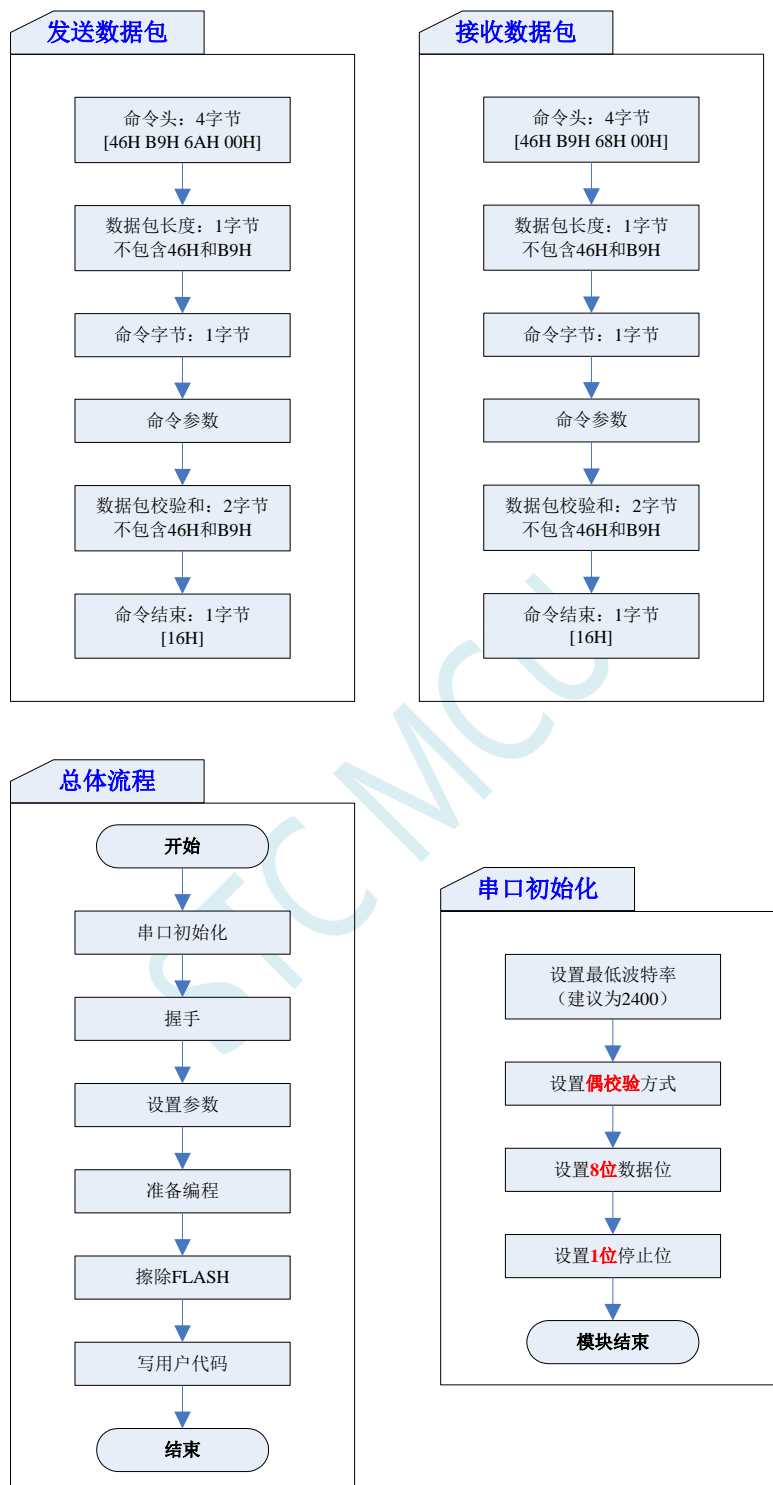 发送数据包
命令头：4字节
[46H B9H 6AH 00H]
数据包长度：1字节
不包含46H和B9H
命令字节：1字节
命令参数
数据包校验和：2字节
不包含46H和B9H
命令结束：1字节
[16H]
接收数据包
命令头：4字节
[46H B9H 68H 00H]
数据包长度：1字节
不包含46H和B9H
命令字节：1字节
命令参数
数据包校验和：2字节
不包含46H和B9H
命令结束：1字节
[16H]
总体流程
开始
串口初始化
握手
设置参数
准备编程
擦除FLASH
写用户代码
结束
串口初始化
设置最低波特率
（建议为2400）
设置偶校验方式
设置8位数据位
设置1位停止位
模块结束
STC MCU